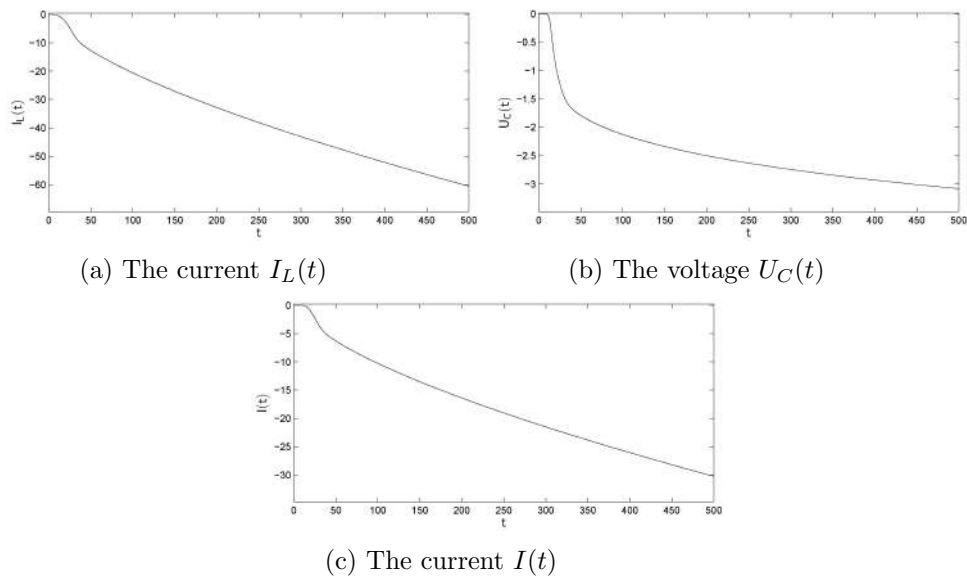 0
−10
−20
−30
−40
−50
−60
I_L(t)
0 50 100 150 200 250 300 350 400 450 500
t
(a) The current I_L(t)
0
−0.5
−1
−1.5
−2
−2.5
−3
U_C(t)
0 50 100 150 200 250 300 350 400 450 500
t
(b) The voltage U_C(t)
0
−5
−10
−15
−20
−25
−30
I(t)
0 50 100 150 200 250 300 350 400 450 500
t
(c) The current I(t)